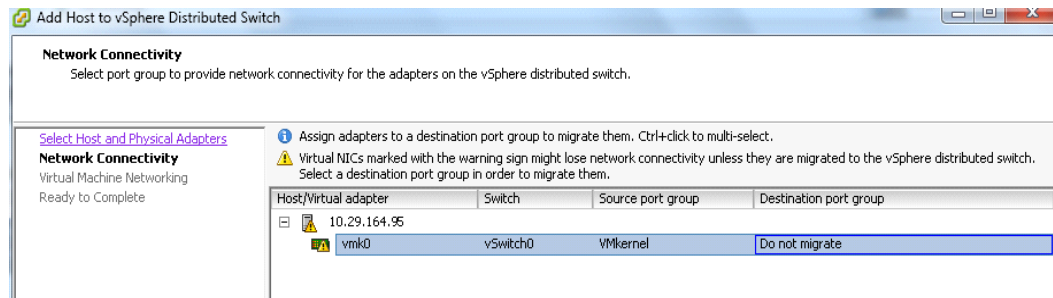 Add Host to vSphere Distributed Switch
Network Connectivity
Select port group to provide network connectivity for the adapters on the vSphere distributed switch.
Select Host and Physical Adapters
Network Connectivity
Virtual Machine Networking
Ready to Complete
Assign adapters to a destination port group to migrate them. Ctrl+click to multi-select.
Virtual NICs marked with the warning sign might lose network connectivity unless they are migrated to the vSphere distributed switch.
Select a destination port group in order to migrate them.
Host/Virtual adapter Switch Source port group Destination port group
10.29.164.95
vmk0 vSwitch0 VMkernel Do not migrate